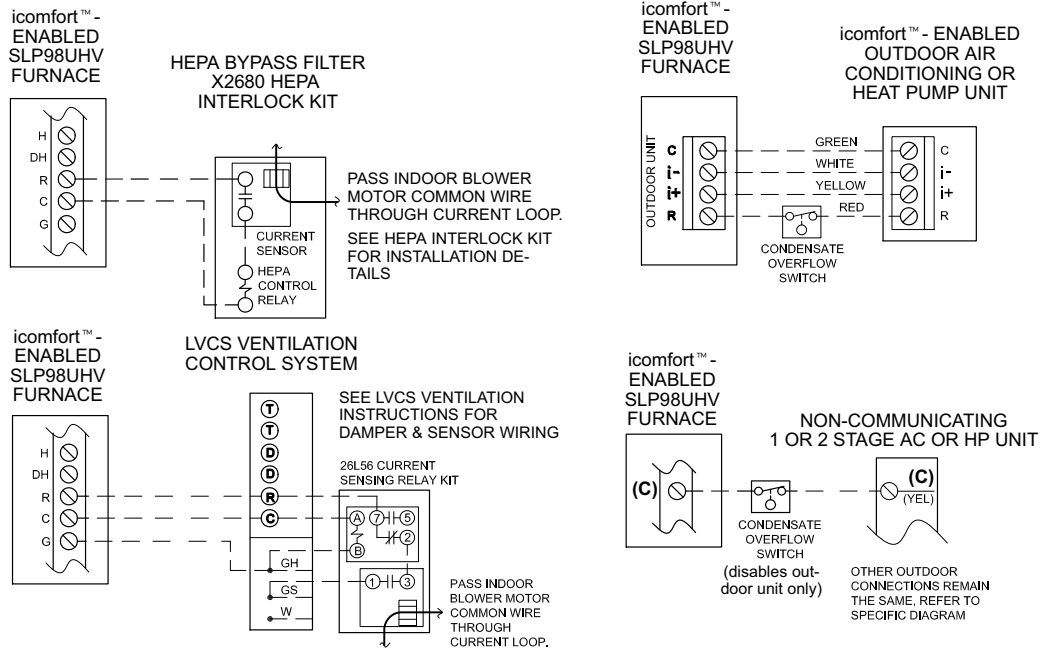 icomfort™-
ENABLED
SLP98UHV
FURNACE
HEPA BYPASS FILTER
X2680 HEPA
INTERLOCK KIT
H
DH
R
C
G
CURRENT
SENSOR
HEPA
CONTROL
RELAY
PASS INDOOR BLOWER
MOTOR COMMON WIRE
THROUGH CURRENT LOOP.
SEE HEPA INTERLOCK KIT
FOR INSTALLATION DE-
TAILS
icomfort™-
ENABLED
SLP98UHV
FURNACE
icomfort™- ENABLED
OUTDOOR AIR
CONDITIONING OR
HEAT PUMP UNIT
OUTDOOR UNIT
C
i-
i+
R
GREEN
WHITE
YELLOW
RED
C
i-
i+
R
CONDENSATE
OVERFLOW
SWITCH
icomfort™-
ENABLED
SLP98UHV
FURNACE
LVCS VENTILATION
CONTROL SYSTEM
H
DH
R
C
G
T
T
D
D
R
C
GH
GS
W
SEE LVCS VENTILATION
INSTRUCTIONS FOR
DAMPER & SENSOR WIRING
26L56 CURRENT
SENSING RELAY KIT
A 7 5
2
B
1 3
PASS INDOOR
BLOWER MOTOR
COMMON WIRE
THROUGH
CURRENT LOOP.
icomfort™-
ENABLED
SLP98UHV
FURNACE
NON-COMMUNICATING
1 OR 2 STAGE AC OR HP UNIT
(C)
(C)
(YEL)
CONDENSATE
OVERFLOW
SWITCH
(disables out-
door unit only)
OTHER OUTDOOR
CONNECTIONS REMAIN
THE SAME, REFER TO
SPECIFIC DIAGRAM